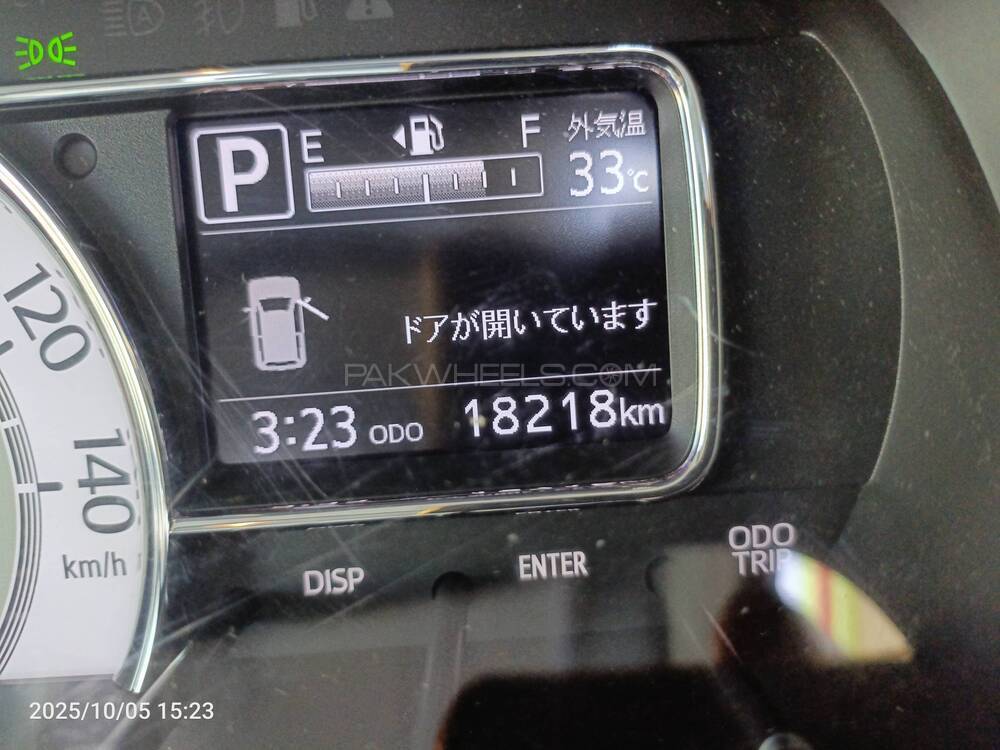 P E F 外気温
33℃
120
ドアが開いています
PAKWHEELS.COM
3:23 ODO 18218km
140
km/h
DISP ENTER ODO
TRIP
2025/10/05 15:23